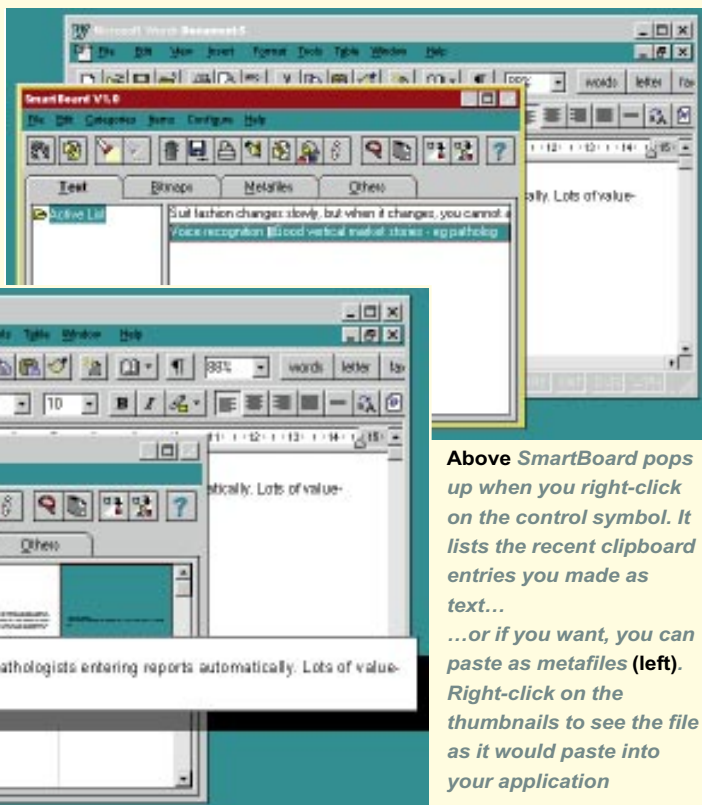 Microsoft Word - Document5
File Edit View Insert Format Tools Table Window Help
words letter
SmartBoard V1.0
File Edit Categories Items Configure Help
Text Bitmaps Metafiles Others
Active List
Suit fashion changes slowly, but when it changes, you cannot
Voice recognition Good vertical market stories - eg patholog
ally. Lots of value-
Table Window Help
88% words letter
10 B I
atically. Lots of value-
Others
athologists entering reports automatically. Lots of value-
Above SmartBoard pops
up when you right-click
on the control symbol. It
lists the recent clipboard
entries you made as
text…
…or if you want, you can
paste as metafiles (left).
Right-click on the
thumbnails to see the file
as it would paste into
your application